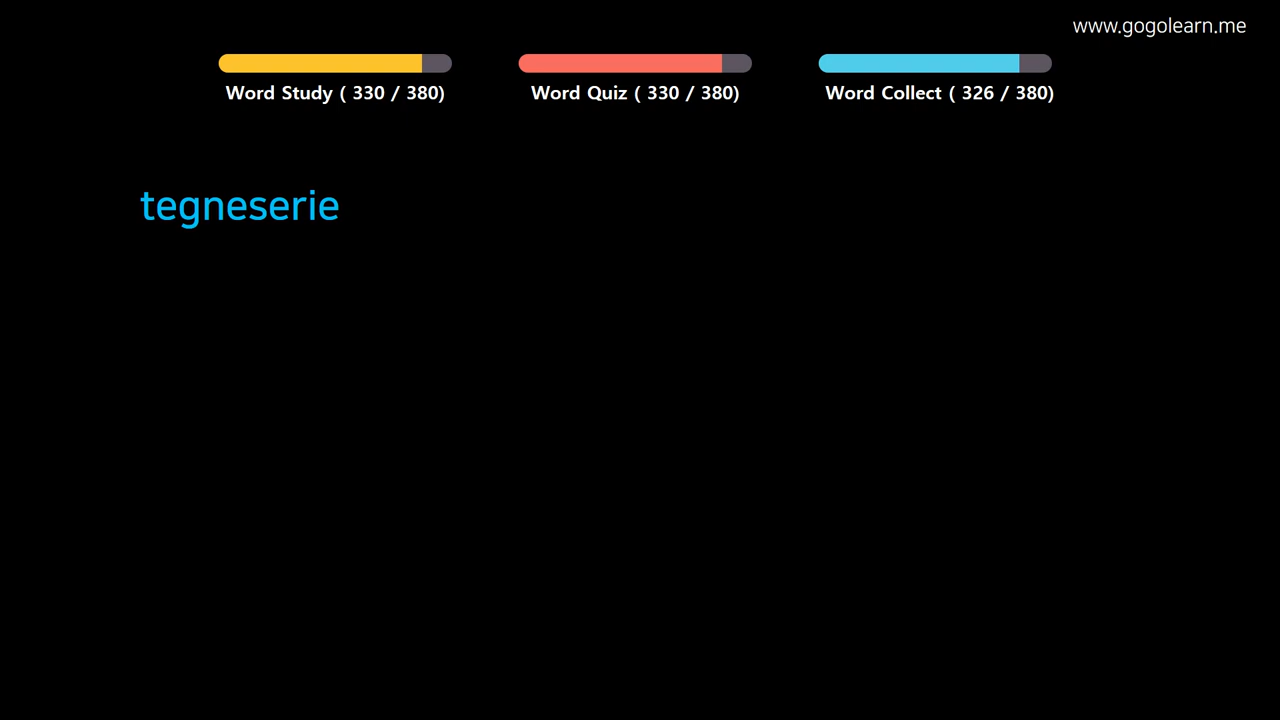 www.gogolearn.me
Word Study ( 330 / 380)
Word Quiz ( 330 / 380)
Word Collect ( 326 / 380)
tegneserie